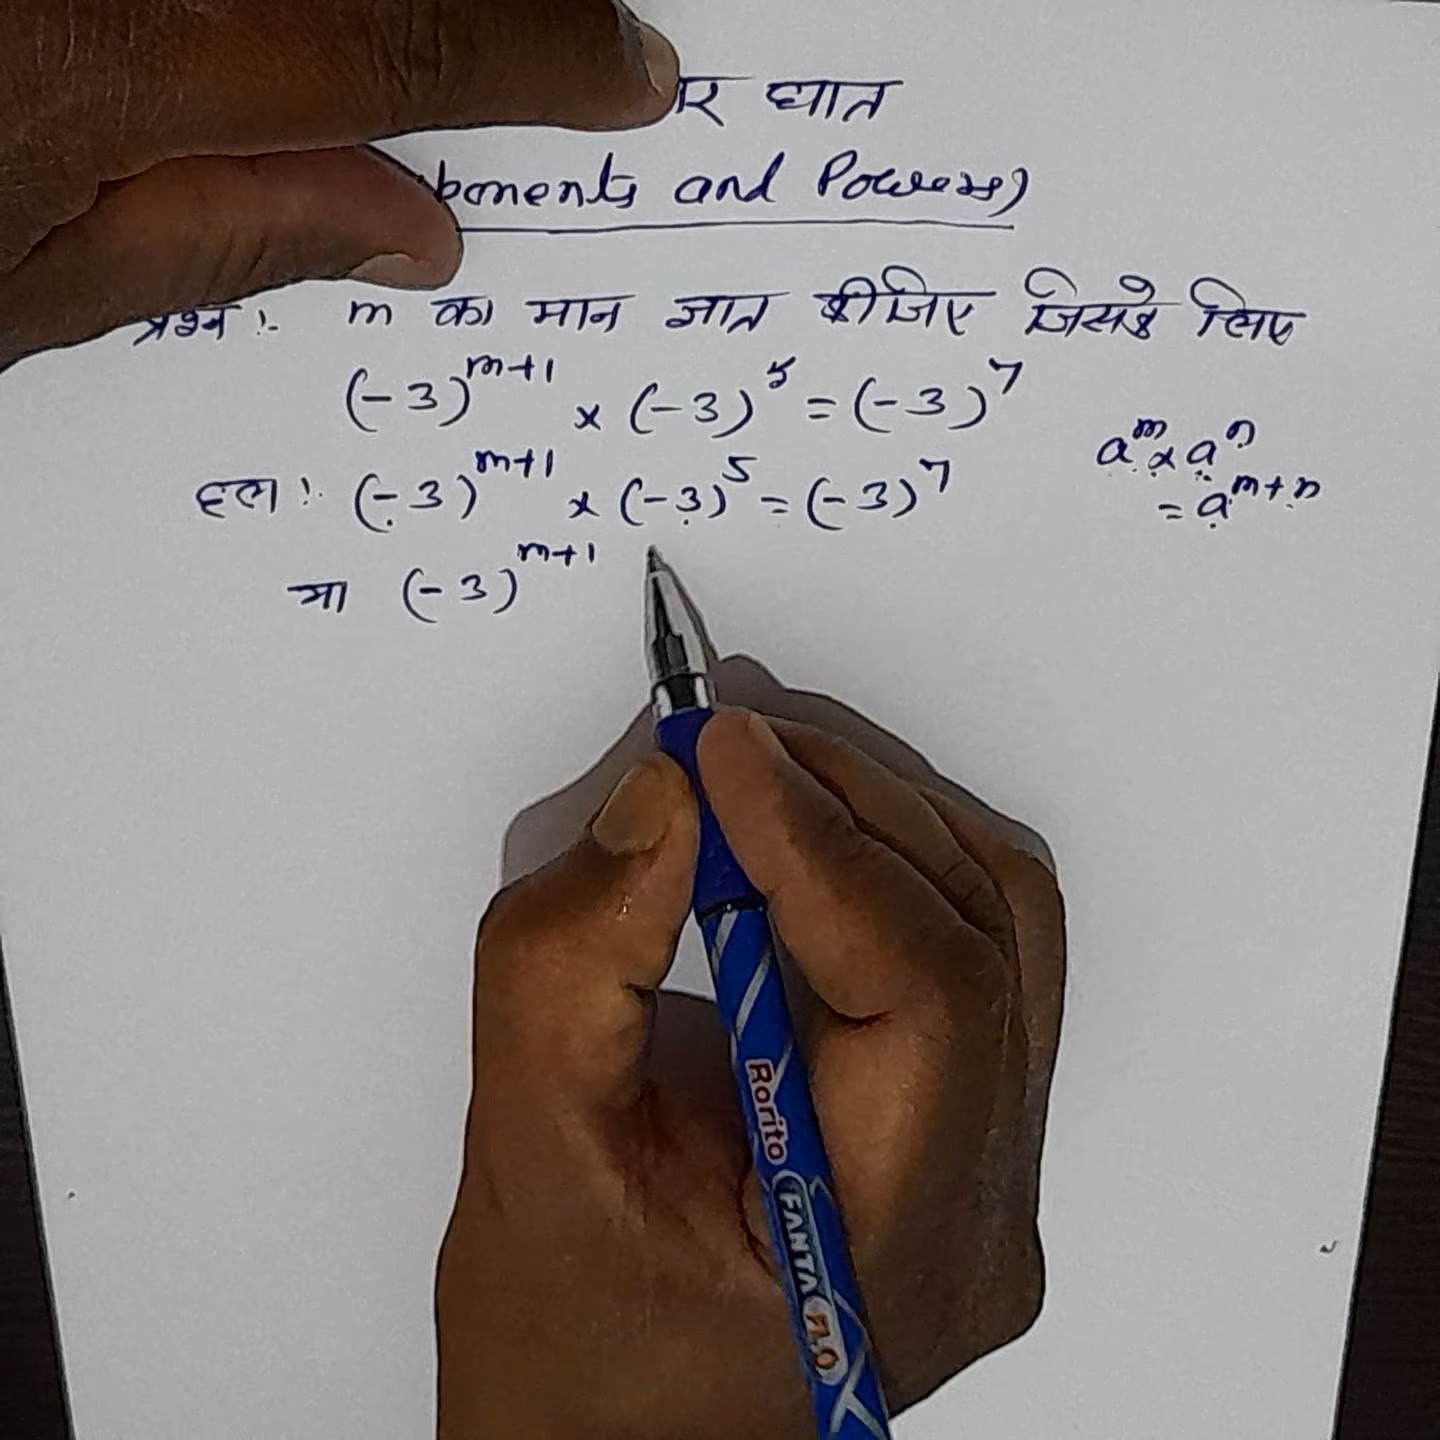 घात
and Powers)
प्रश्न :- m का मान ज्ञात कीजिए जिसके लिए
(-3)^{m+1} × (-3)^5 = (-3)^7
हल :- (-3)^{m+1} × (-3)^5 = (-3)^7
a^m × a^n
= a^{m+n}
या (-3)^{m+1}
Rorito FANTA FLO